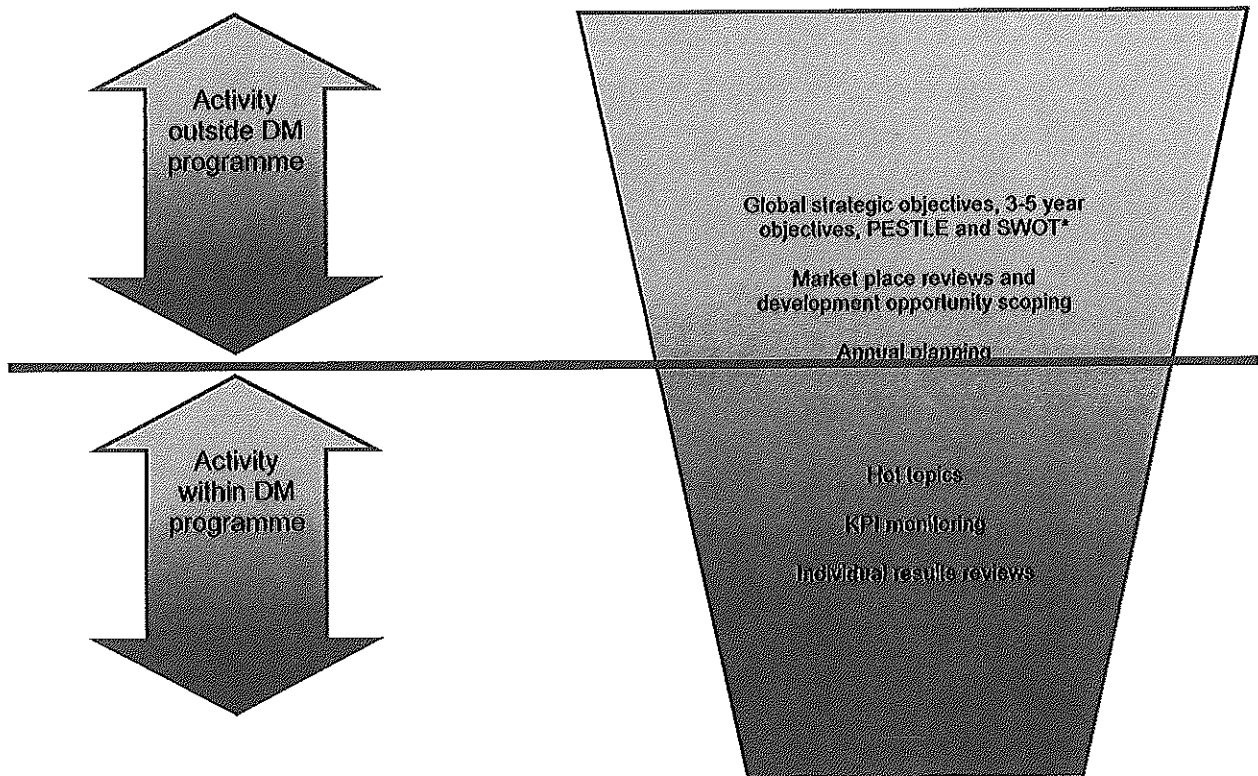 Activity
outside DM
programme
Global strategic objectives, 3-5 year
objectives, PESTLE and SWOT*
Market place reviews and
development opportunity scoping
Annual planning
Activity
within DM
programme
Hot topics
KPI monitoring
Individual results reviews